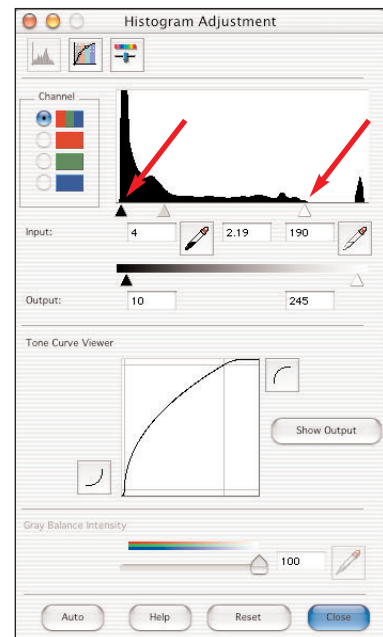 Histogram Adjustment
Channel
Input: 4 2.19 190
Output: 10 245
Tone Curve Viewer
Show Output
Gray Balance Intensity
100
Auto Help Reset Close